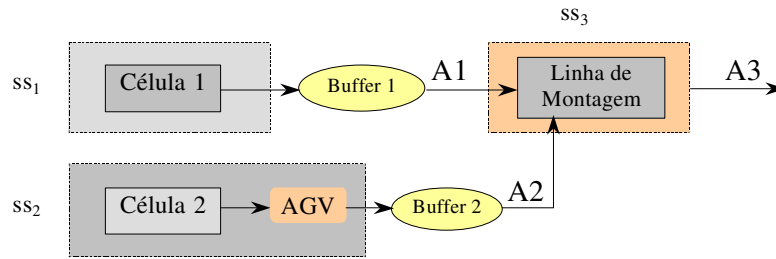 ss3
ss1
Célula 1
Buffer 1
A1
Linha de
Montagem
A3
ss2
Célula 2
AGV
Buffer 2
A2